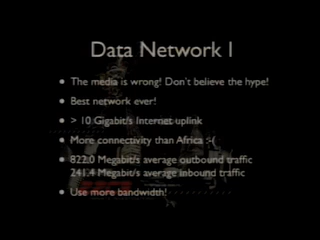 Data Network I
The media is wrong! Don't believe the hype!
Best network ever!
> 10 Gigabit/s Internet uplink
More connectivity than Africa :-(
822.0 Megabit/s average outbound traffic
241.4 Megabit/s average inbound traffic
Use more bandwidth!